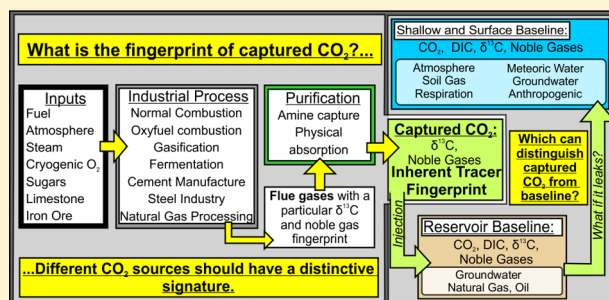 What is the fingerprint of captured CO₂?...
Inputs
Fuel
Atmosphere
Steam
Cryogenic O₂
Sugars
Limestone
Iron Ore
Industrial Process
Normal Combustion
Oxyfuel combustion
Gasification
Fermentation
Cement Manufacture
Steel Industry
Natural Gas Processing
Purification
Amine capture
Physical
absorption
Flue gases with a
particular δ¹³C
and noble gas
fingerprint
...Different CO₂ sources should have a distinctive
signature.
Captured CO₂:
δ¹³C,
Noble Gases
Inherent Tracer
Fingerprint
Injection
Shallow and Surface Baseline:
CO₂, DIC, δ¹³C, Noble Gases
Atmosphere
Soil Gas
Respiration
Meteoric Water
Groundwater
Anthropogenic
Which can
distinguish
captured
CO₂ from
baseline?
What if it leaks?
Reservoir Baseline:
CO₂, DIC, δ¹³C,
Noble Gases
Groundwater
Natural Gas, Oil